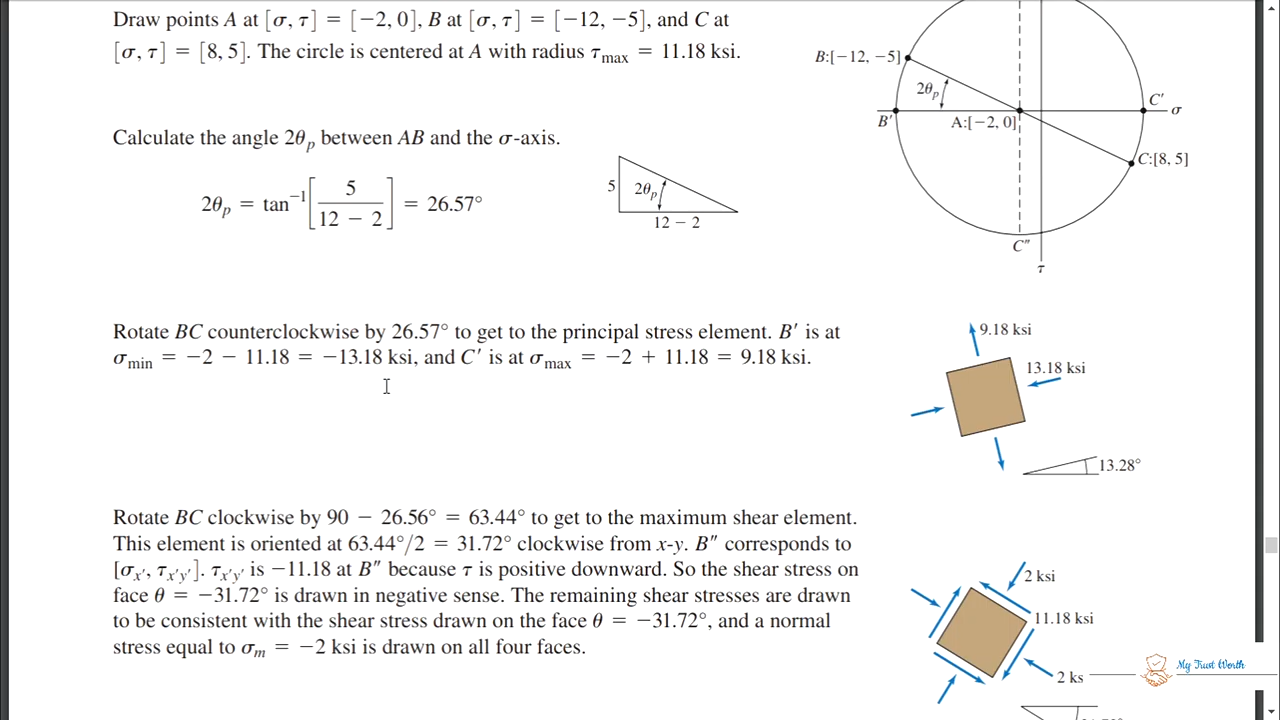 Draw points A at [σ, τ] = [−2, 0], B at [σ, τ] = [−12, −5], and C at
[σ, τ] = [8, 5]. The circle is centered at A with radius τmax = 11.18 ksi.
B:[−12, −5]
2θp
C′
σ
B′
A:[−2, 0]
C:[8, 5]
C″
τ
Calculate the angle 2θp between AB and the σ-axis.
2θp = tan⁻¹[5 / (12 − 2)] = 26.57°
5
2θp
12 − 2
Rotate BC counterclockwise by 26.57° to get to the principal stress element. B′ is at
σmin = −2 − 11.18 = −13.18 ksi, and C′ is at σmax = −2 + 11.18 = 9.18 ksi.
9.18 ksi
13.18 ksi
13.28°
Rotate BC clockwise by 90 − 26.56° = 63.44° to get to the maximum shear element.
This element is oriented at 63.44°/2 = 31.72° clockwise from x-y. B″ corresponds to
[σx′, τx′y′]. τx′y′ is −11.18 at B″ because τ is positive downward. So the shear stress on
face θ = −31.72° is drawn in negative sense. The remaining shear stresses are drawn
to be consistent with the shear stress drawn on the face θ = −31.72°, and a normal
stress equal to σm = −2 ksi is drawn on all four faces.
2 ksi
11.18 ksi
2 ks
My Trust Worth